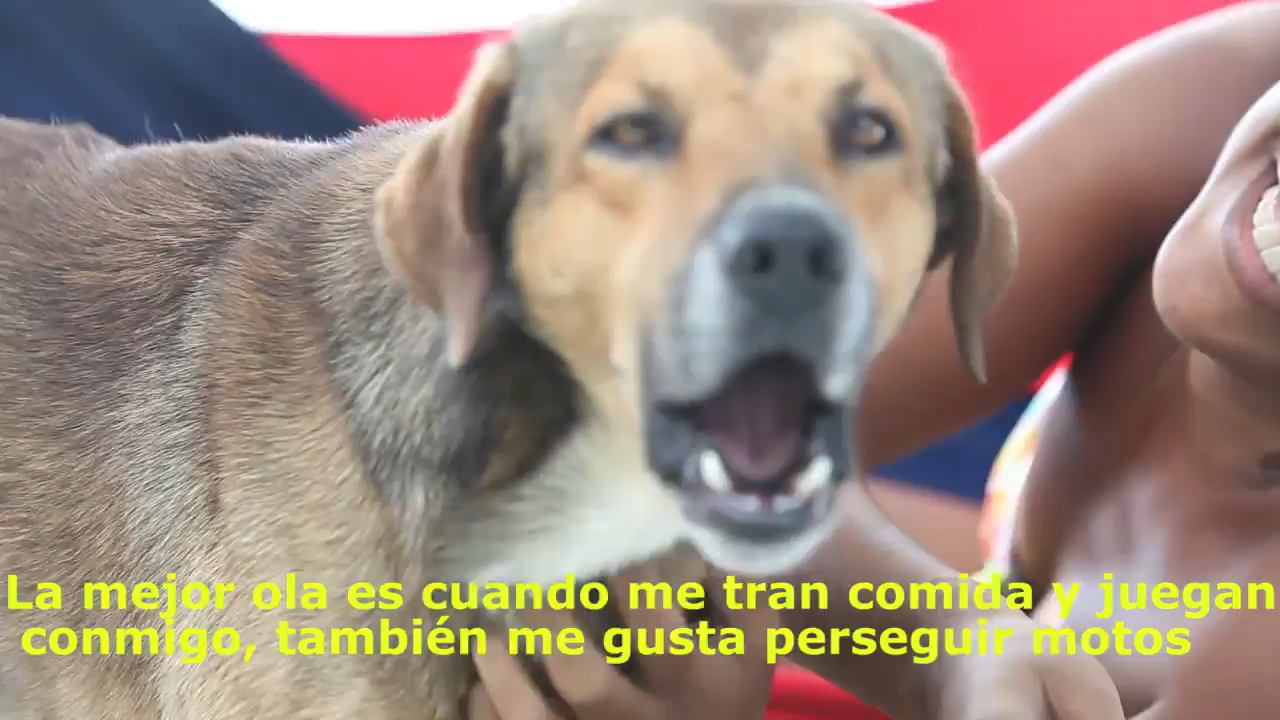 La mejor ola es cuando me tran comida y juegan
conmigo, también me gusta perseguir motos